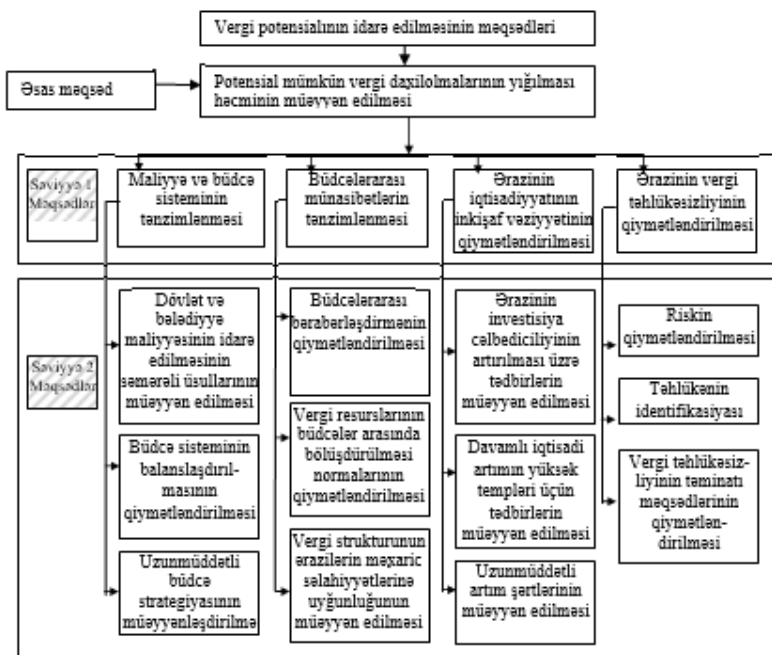 Vergi potensialının idarə edilməsinin məqsədləri
Əsas məqsəd
Potensial mümkün vergi daxilolmalarının yığılması
həcminin müəyyən edilməsi
Səviyyə 1
Məqsədlər
Maliyyə və büdcə
sisteminin
tənzimlənməsi
Büdcələrarası
münasibətlərin
tənzimlənməsi
Ərazinin
iqtisadiyyatının
inkişaf vəziyyətinin
qiymətləndirilməsi
Ərazinin vergi
təhlükəsizliyinin
qiymətləndirilməsi
Səviyyə 2
Məqsədlər
Dövlət və
bələdiyyə
maliyyəsinin idarə
edilməsinin
səmərəli üsullarının
müəyyən edilməsi
Büdcə sisteminin
balanslaşdırıl-
masının
qiymətləndirilməsi
Uzunmüddətli
büdcə
strategiyasının
müəyyənləşdirilmə
Büdcələrarası
bərabərləşdirmənin
qiymətləndirilməsi
Vergi resurslarının
büdcələr arasında
bölüşdürülməsi
normalarının
qiymətləndirilməsi
Vergi strukturunun
ərazilərin məxaric
səlahiyyətlərinə
uyğunluğunun
müəyyən edilməsi
Ərazinin
investisiya
cəlbediciliyinin
artırılması üzrə
tədbirlərin
müəyyən edilməsi
Davamlı iqtisadi
artımın yüksək
templəri üçün
tədbirlərin
müəyyən edilməsi
Uzunmüddətli
artım şərtlərinin
müəyyən edilməsi
Riskin
qiymətləndirilməsi
Təhlükənin
identifikasiyası
Vergi təhlükəsiz-
liyinin təminatı
məqsədlərinin
qiymətlən-
dirilməsi